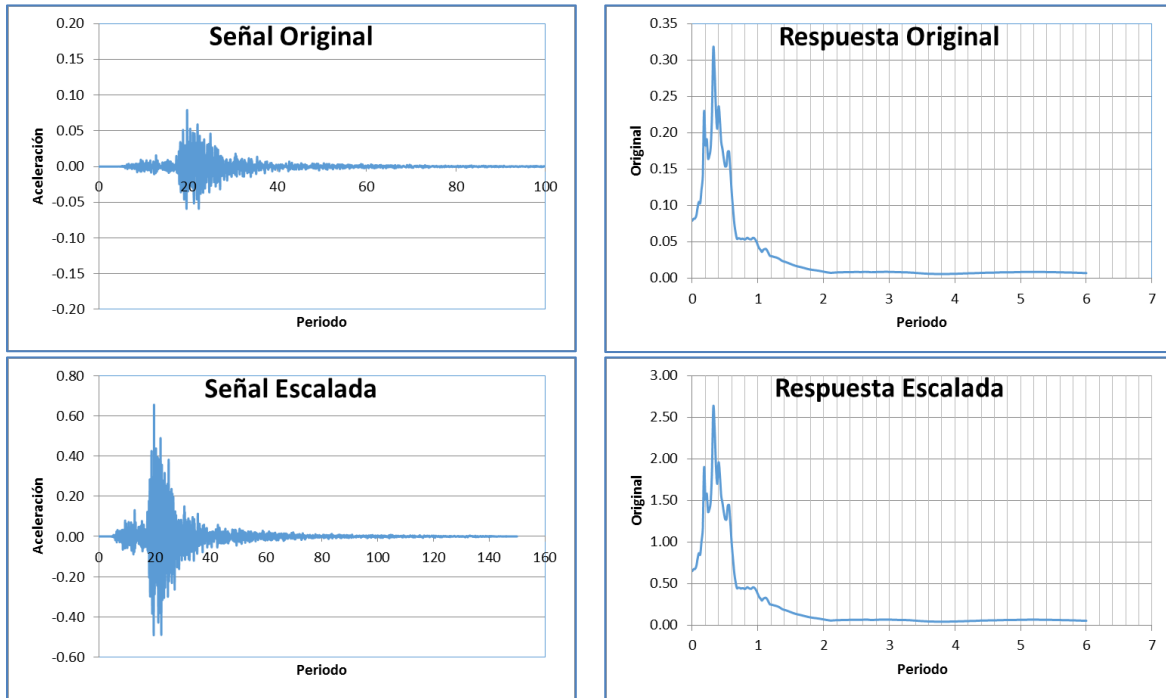 Señal Original
0.20
0.15
0.10
0.05
0.00
-0.05
-0.10
-0.15
-0.20
0 20 40 60 80 100
Aceleración
Periodo
Respuesta Original
0.35
0.30
0.25
0.20
0.15
0.10
0.05
0.00
0 1 2 3 4 5 6 7
Original
Periodo
Señal Escalada
0.80
0.60
0.40
0.20
0.00
-0.20
-0.40
-0.60
0 20 40 60 80 100 120 140 160
Aceleración
Periodo
Respuesta Escalada
3.00
2.50
2.00
1.50
1.00
0.50
0.00
0 1 2 3 4 5 6 7
Original
Periodo